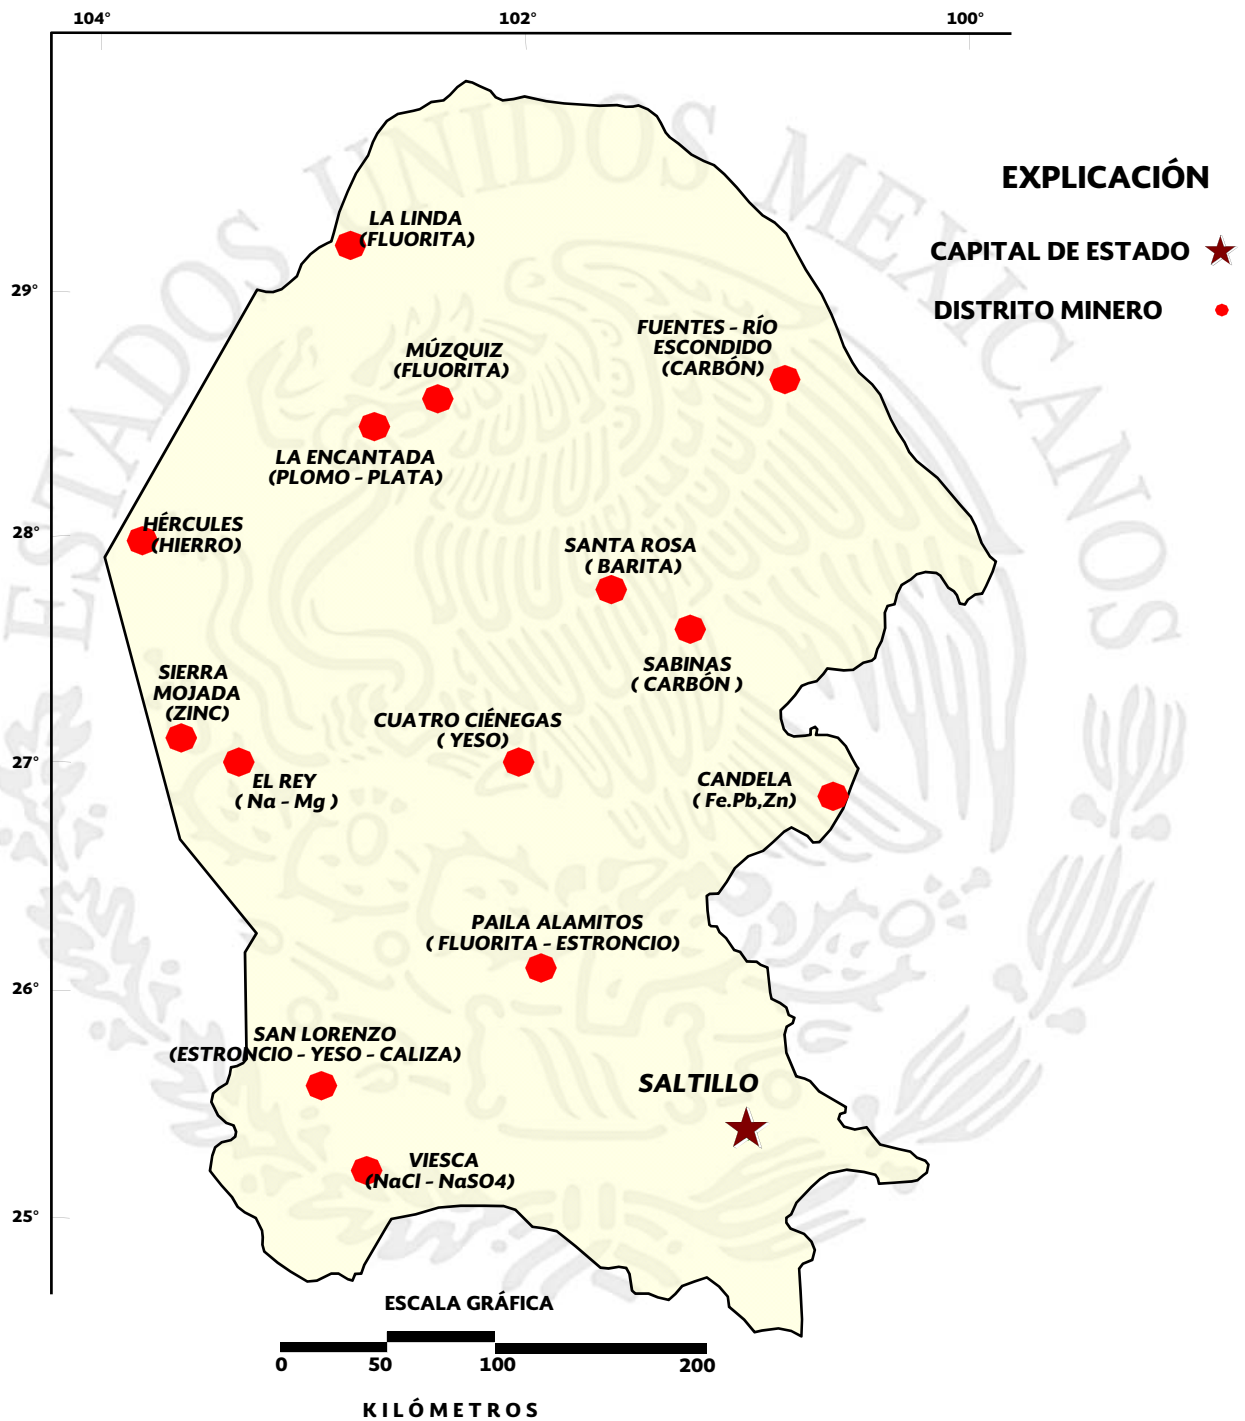 104°
102°
100°
ESTADOS UNIDOS MEXICANOS
EXPLICACIÓN
CAPITAL DE ESTADO
DISTRITO MINERO
LA LINDA
(FLUORITA)
29°
FUENTES - RÍO
ESCONDIDO
(CARBÓN)
MÚZQUIZ
(FLUORITA)
LA ENCANTADA
(PLOMO - PLATA)
28°
HÉRCULES
(HIERRO)
SANTA ROSA
( BARITA)
SABINAS
( CARBÓN )
SIERRA
MOJADA
(ZINC)
CUATRO CIÉNEGAS
( YESO)
27°
EL REY
( Na - Mg )
CANDELA
( Fe.Pb,Zn)
PAILA ALAMITOS
( FLUORITA - ESTRONCIO)
26°
SAN LORENZO
(ESTRONCIO - YESO - CALIZA)
SALTILLO
VIESCA
(NaCl - NaSO4)
25°
ESCALA GRÁFICA
0 50 100 200
KILÓMETROS